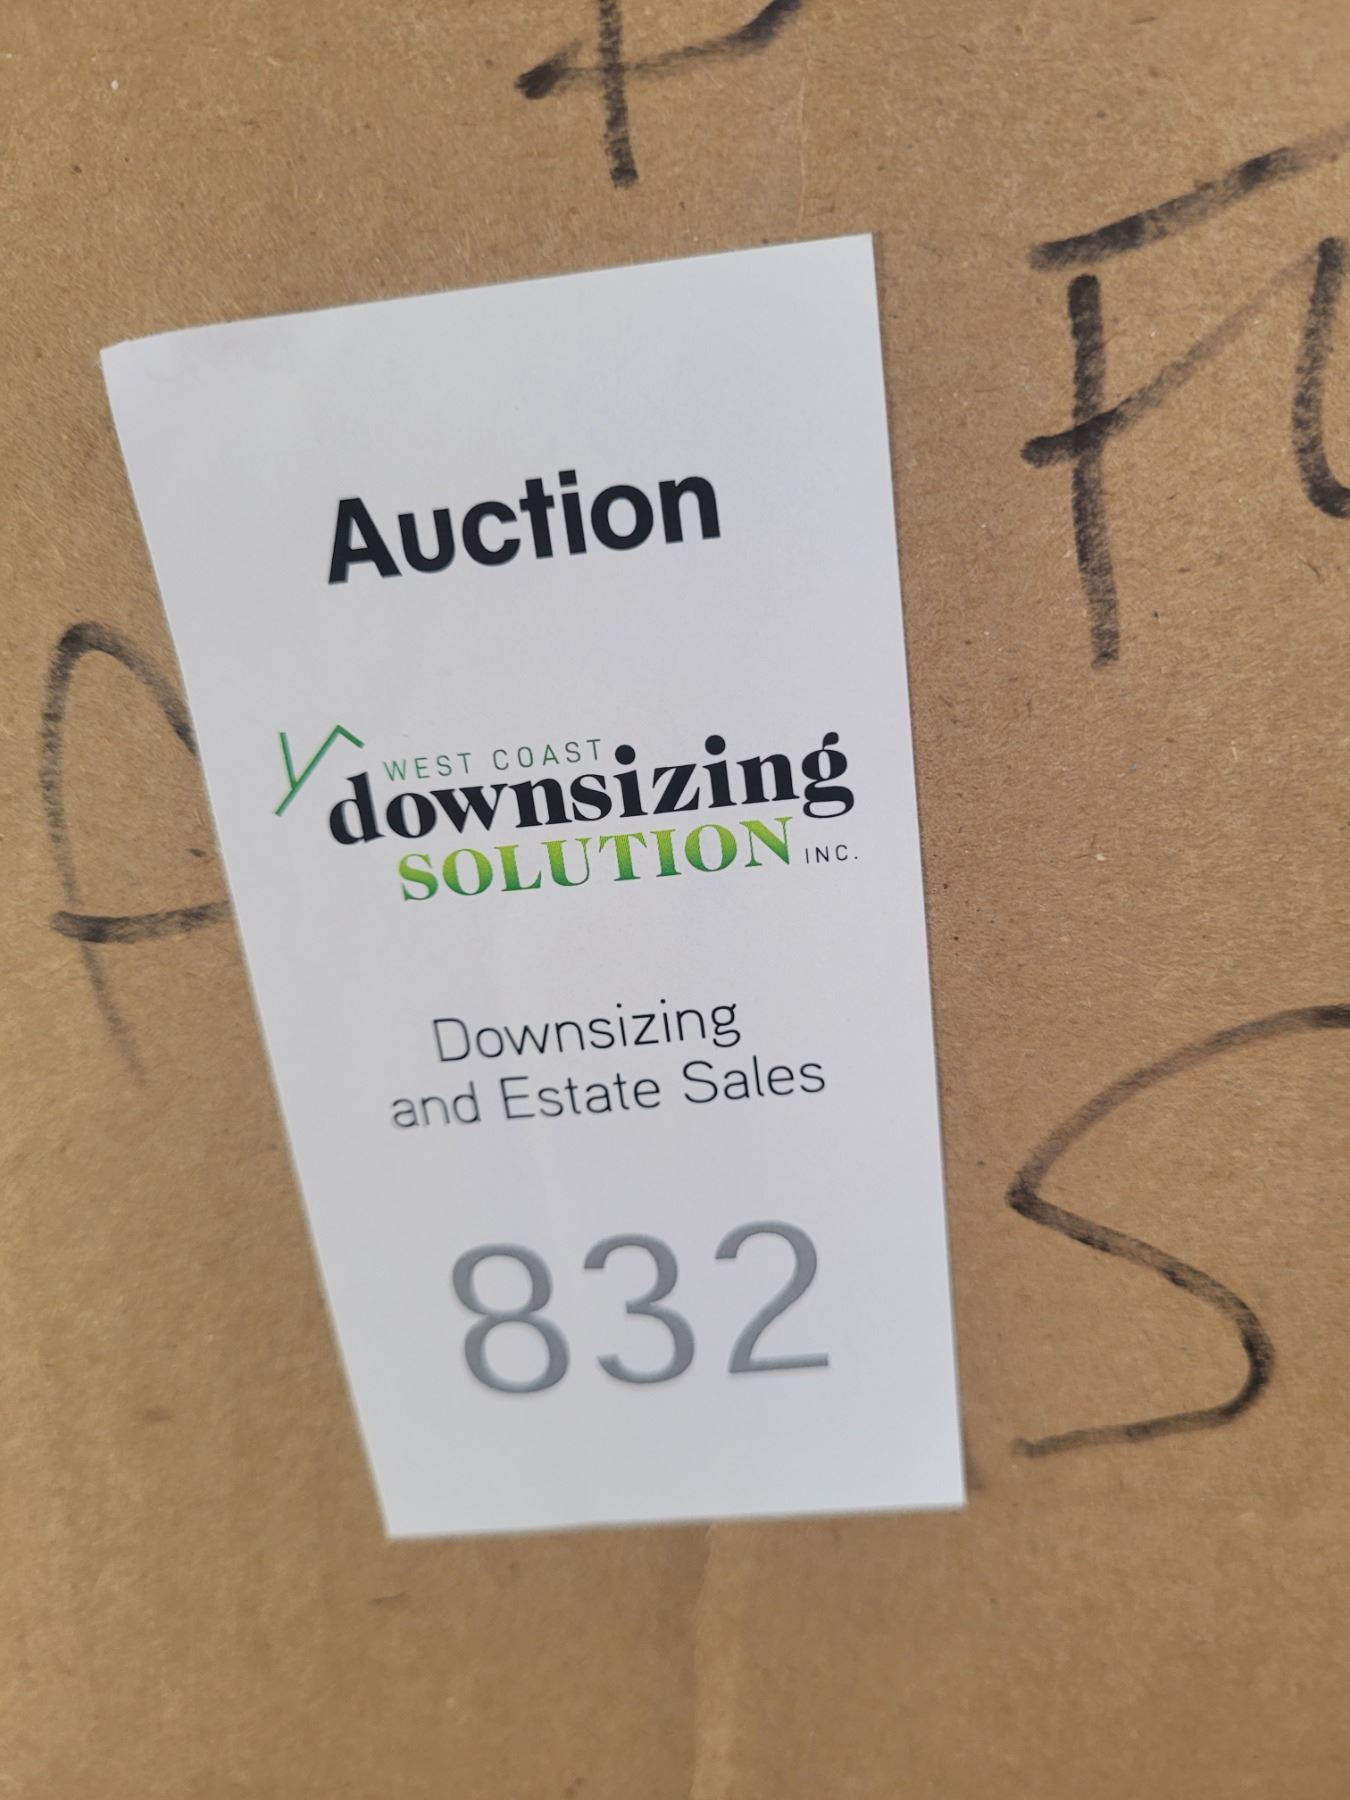 Auction
WEST COAST
downsizing
SOLUTION INC.
Downsizing
and Estate Sales
832